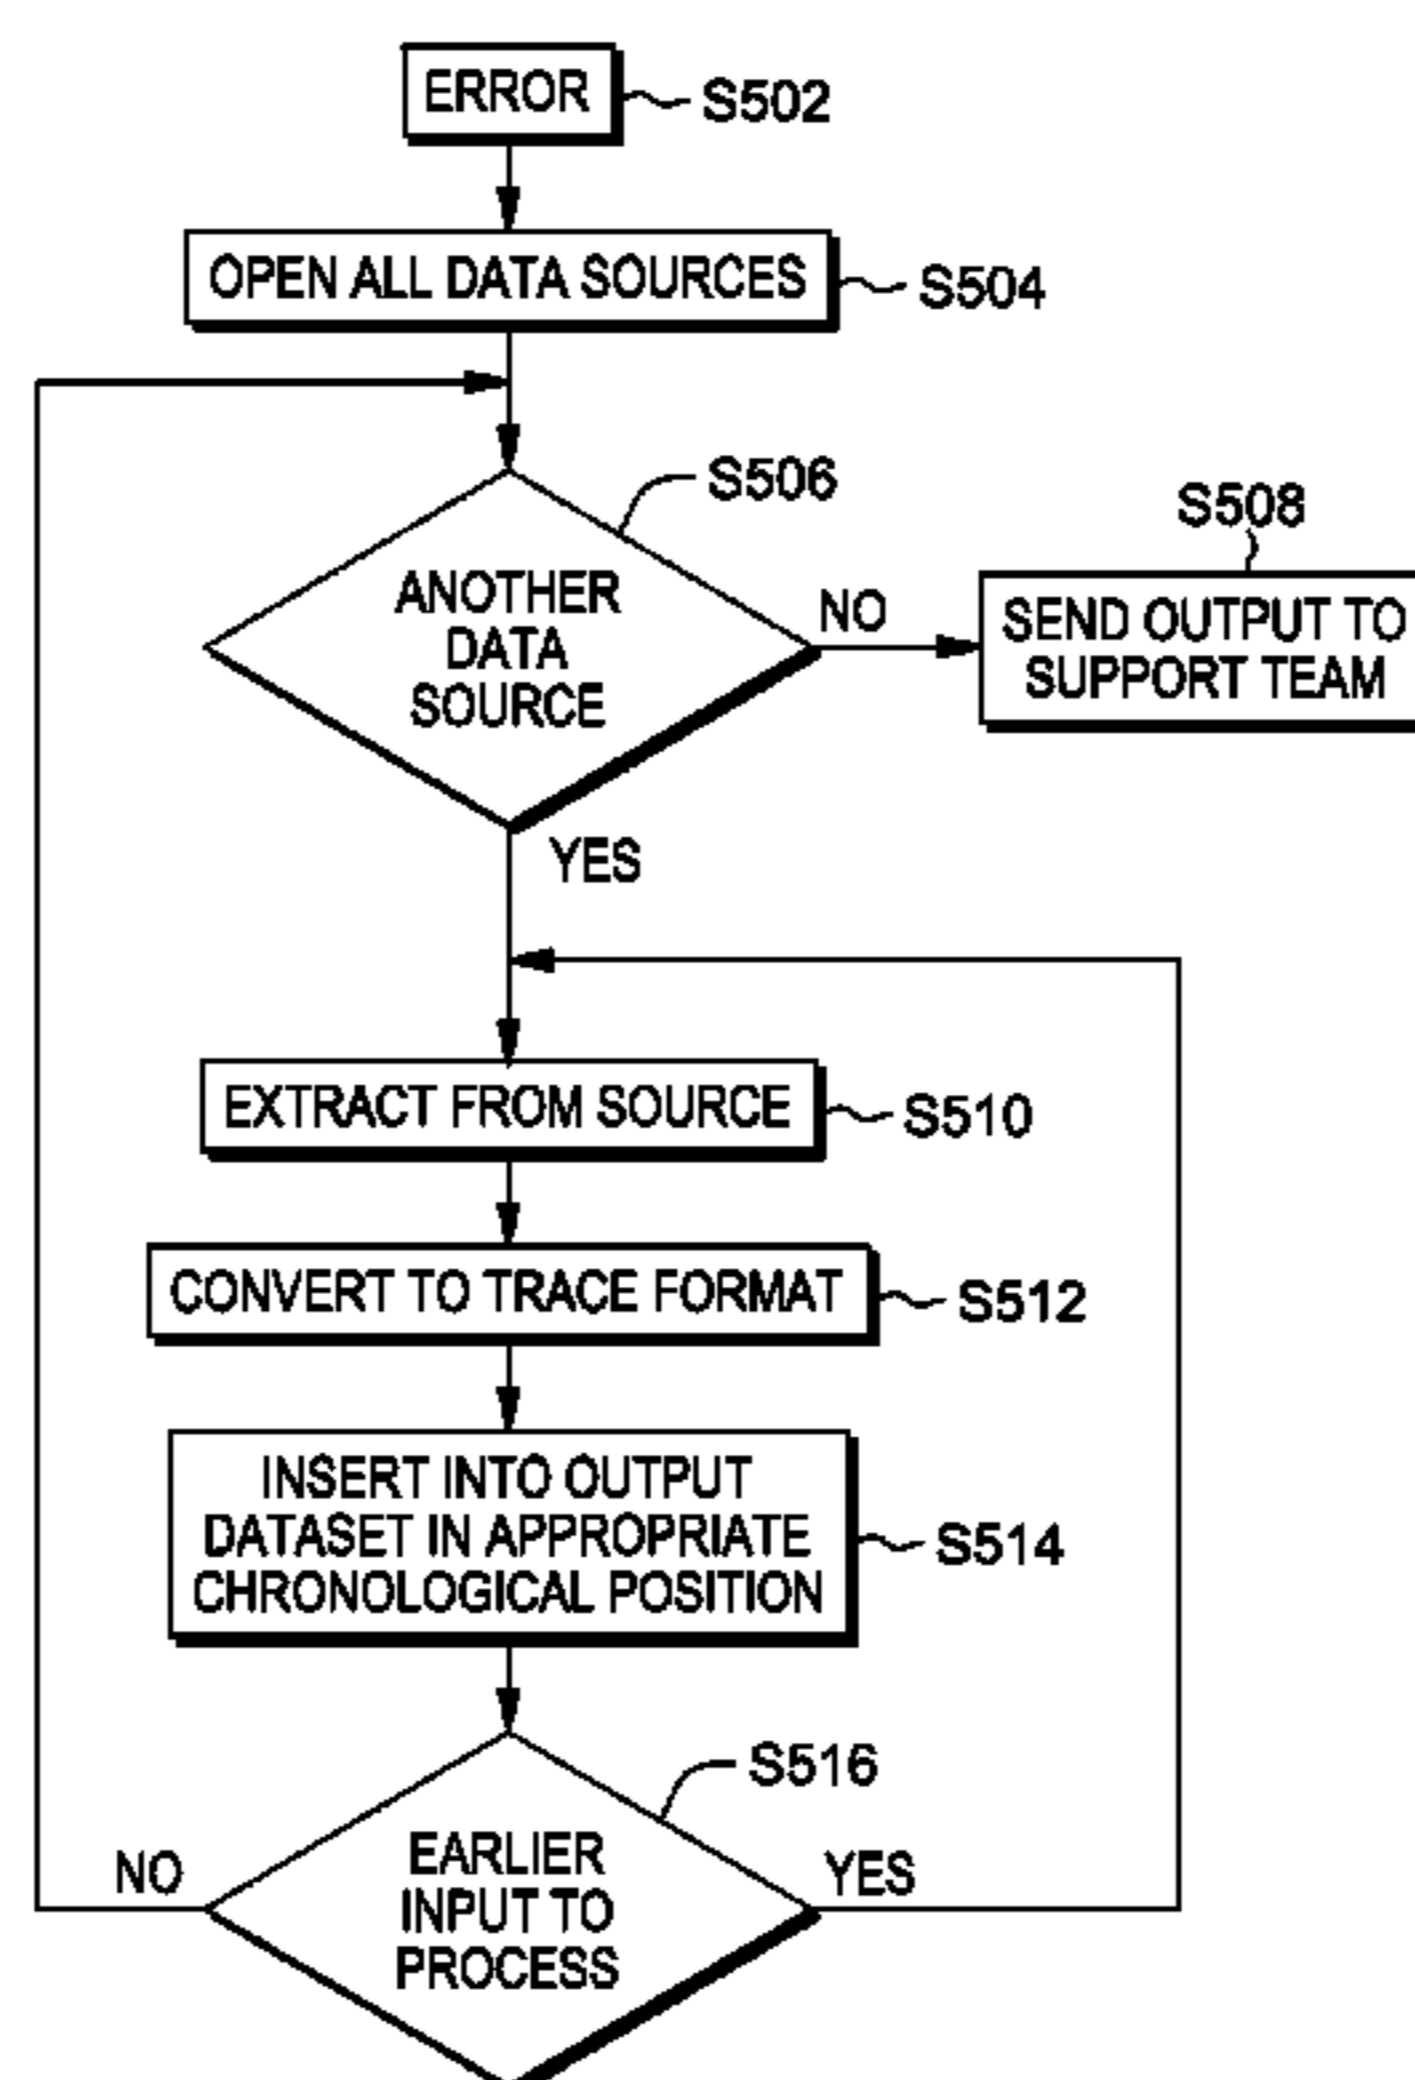 ERROR
S502
OPEN ALL DATA SOURCES
S504
S506
ANOTHER
DATA
SOURCE
NO
S508
SEND OUTPUT TO
SUPPORT TEAM
YES
EXTRACT FROM SOURCE
S510
CONVERT TO TRACE FORMAT
S512
INSERT INTO OUTPUT
DATASET IN APPROPRIATE
CHRONOLOGICAL POSITION
S514
S516
NO
EARLIER
INPUT TO
PROCESS
YES